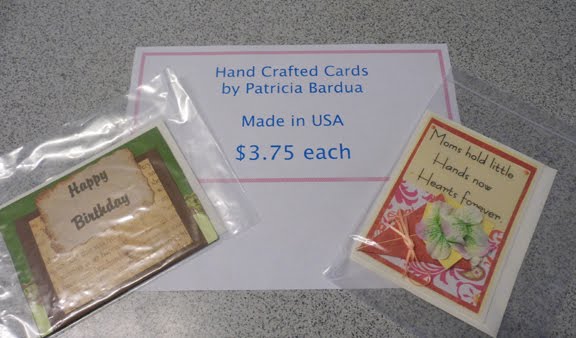 Hand Crafted Cards
by Patricia Bardua
Made in USA
$3.75 each
Happy
Birthday
Moms hold little
Hands now
Hearts forever.